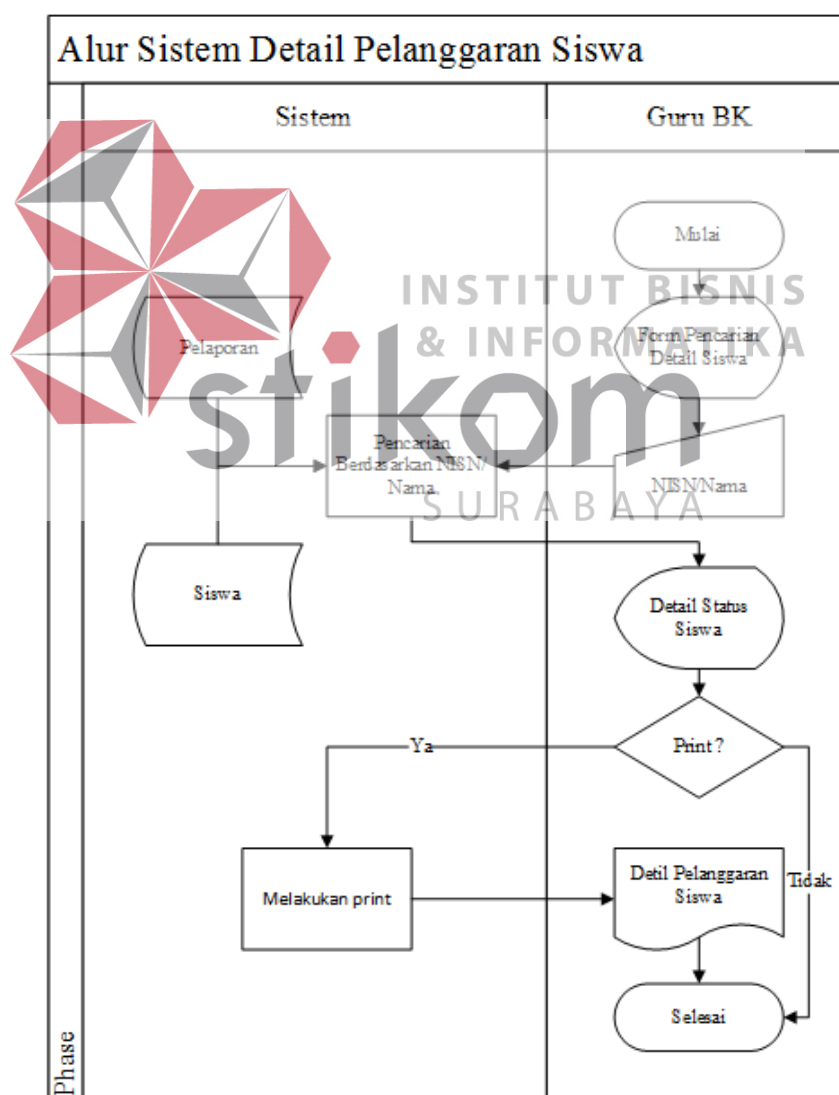 Alur Sistem Detail Pelanggaran Siswa
Sistem
Guru BK
Mulai
INSTITUT BISNIS
& INFORMATIKA
stikom
SURABAYA
Form Pencarian
Detail Siswa
Pelaporan
Pencarian
Berdasarkan NISN/
Nama
NISN/Nama
Siswa
Detail Status
Siswa
Print?
Ya
Tidak
Melakukan print
Detil Pelanggaran
Siswa
Selesai
Phase